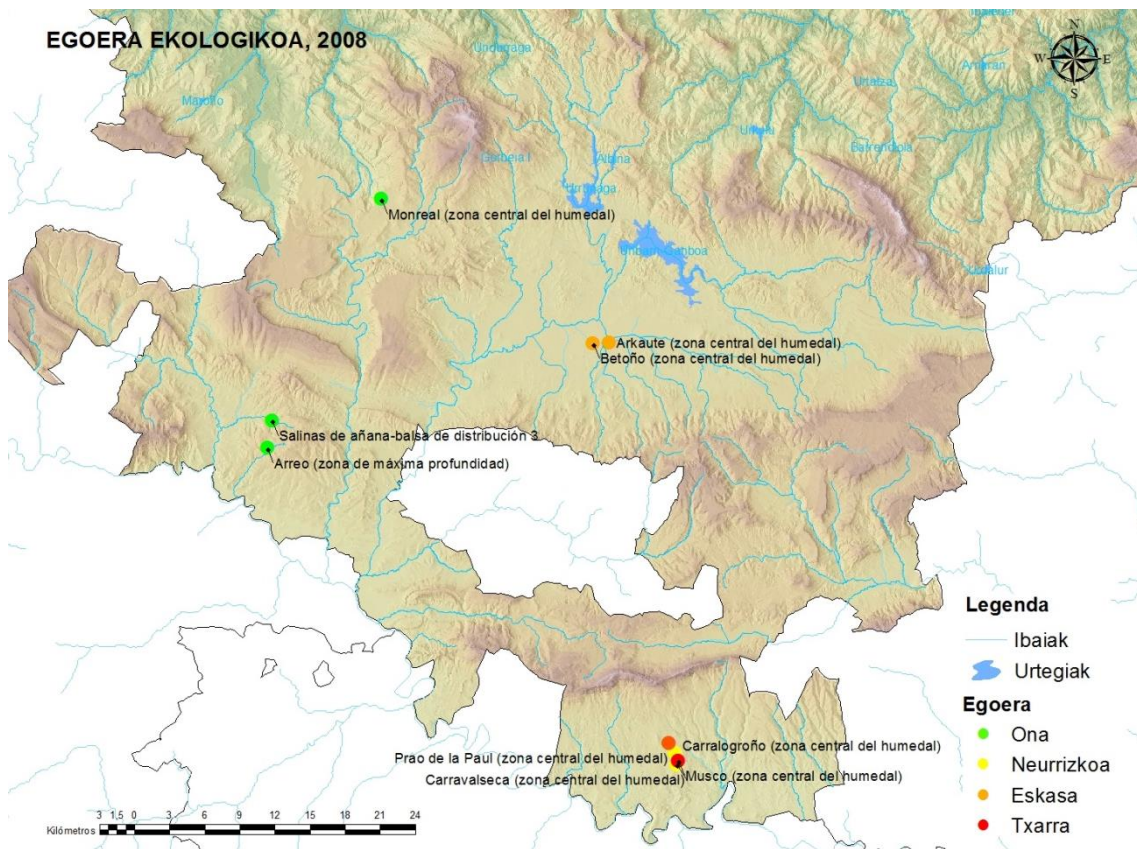 EGOERA EKOLOGIKOA, 2008
N
W E
S
Undurraga
Maroño
Gorbeia I
Albina
Urrunaga
Urkulu
Barrendiola
Urtatza
Arriaran
Ullibarri-Ganboa
Urdalur
Monreal (zona central del humedal)
Arkaute (zona central del humedal)
Betoño (zona central del humedal)
Salinas de añana-balsa de distribución 3
Arreo (zona de máxima profundidad)
Carralogroño (zona central del humedal)
Prao de la Paul (zona central del humedal)
Musco (zona central del humedal)
Carravalseca (zona central del humedal)
Legenda
Ibaiak
Urtegiak
Egoera
Ona
Neurrizkoa
Eskasa
Txarra
3 1,5 0 3 6 9 12 15 18 21 24
Kilómetros